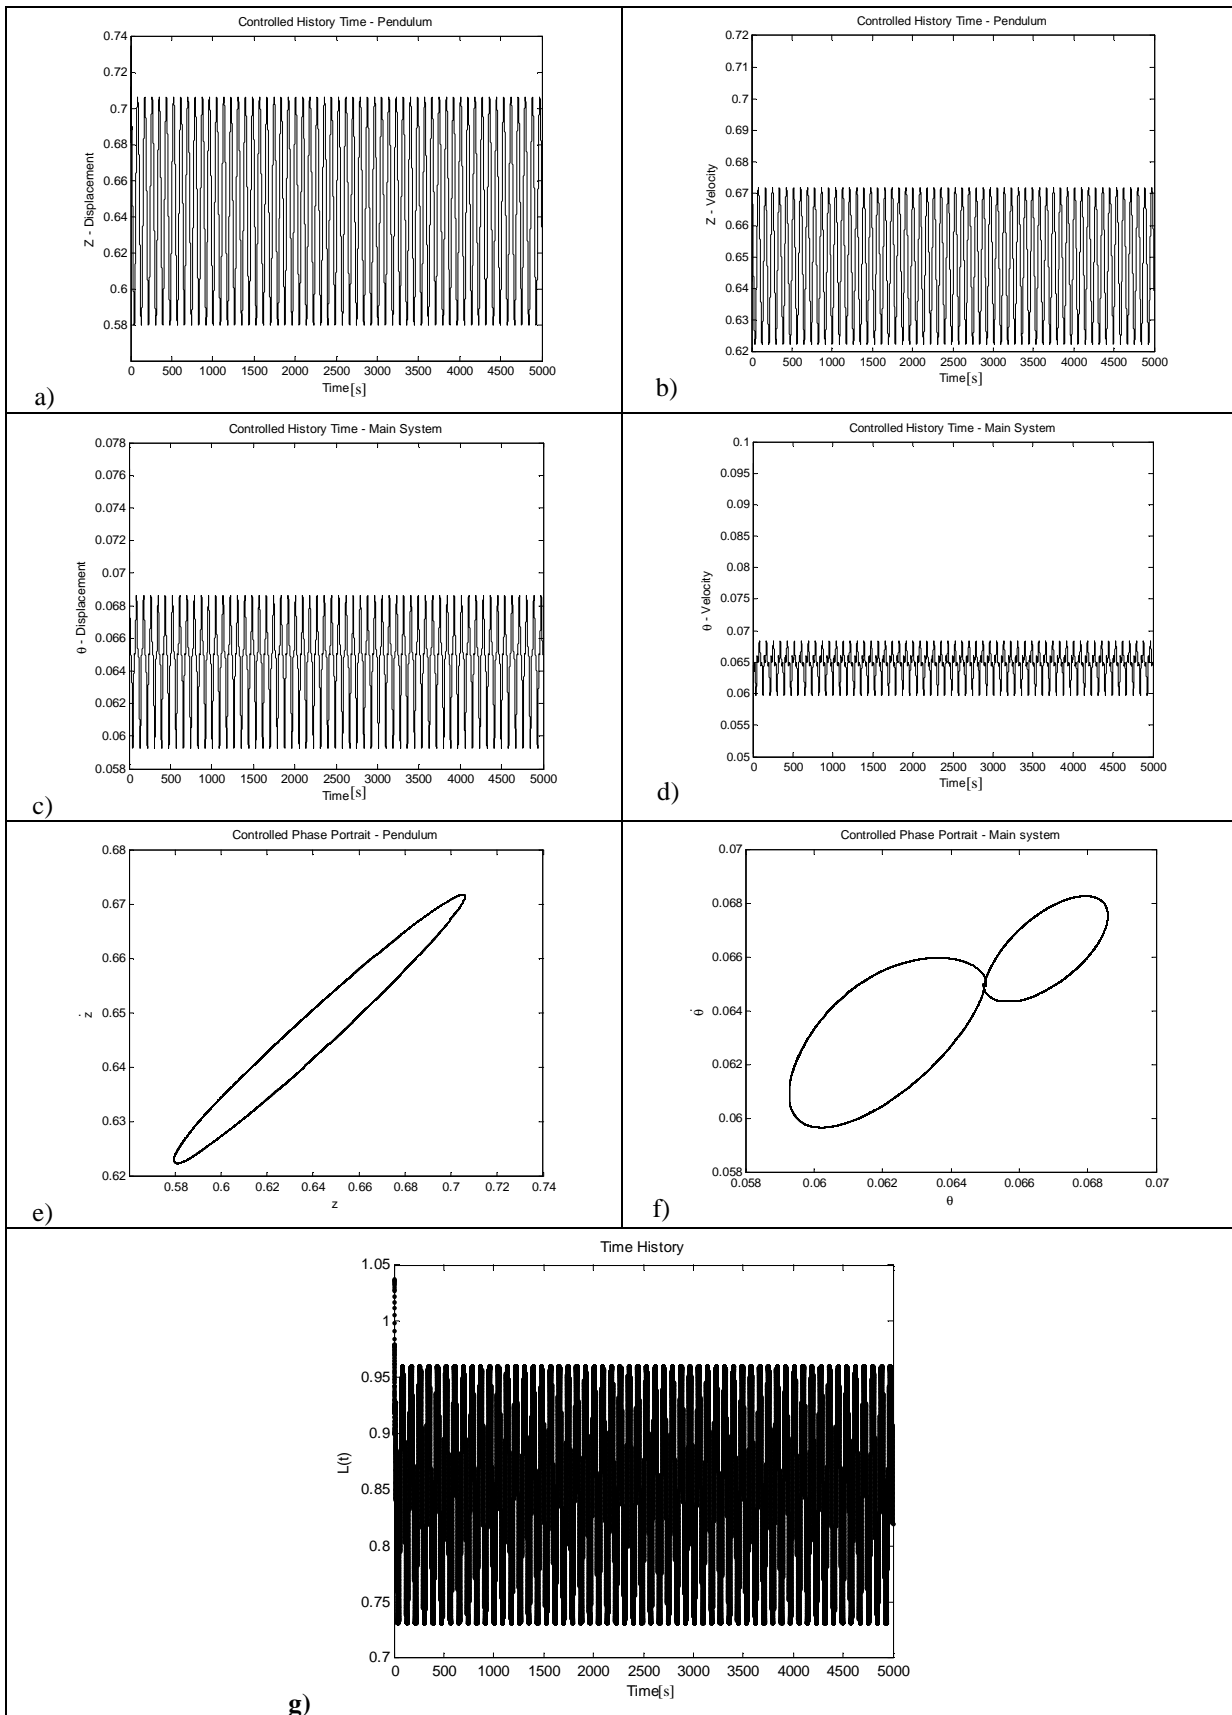 Controlled History Time - Pendulum
0.74
0.72
0.7
0.68
0.66
0.64
0.62
0.6
0.58
Z - Displacement
0 500 1000 1500 2000 2500 3000 3500 4000 4500 5000
Time[s]
a)
Controlled History Time - Pendulum
0.72
0.71
0.7
0.69
0.68
0.67
0.66
0.65
0.64
0.63
0.62
Z - Velocity
0 500 1000 1500 2000 2500 3000 3500 4000 4500 5000
Time[s]
b)
Controlled History Time - Main System
0.078
0.076
0.074
0.072
0.07
0.068
0.066
0.064
0.062
0.06
0.058
θ - Displacement
0 500 1000 1500 2000 2500 3000 3500 4000 4500 5000
Time[s]
c)
Controlled History Time - Main System
0.1
0.095
0.09
0.085
0.08
0.075
0.07
0.065
0.06
0.055
0.05
θ - Velocity
0 500 1000 1500 2000 2500 3000 3500 4000 4500 5000
Time[s]
d)
Controlled Phase Portrait - Pendulum
0.68
0.67
0.66
0.65
0.64
0.63
0.62
ż
0.58 0.6 0.62 0.64 0.66 0.68 0.7 0.72 0.74
z
e)
Controlled Phase Portrait - Main system
0.07
0.068
0.066
0.064
0.062
0.06
0.058
θ̇
0.058 0.06 0.062 0.064 0.066 0.068 0.07
θ
f)
Time History
1.05
1
0.95
0.9
0.85
0.8
0.75
0.7
L(t)
0 500 1000 1500 2000 2500 3000 3500 4000 4500 5000
Time[s]
g)